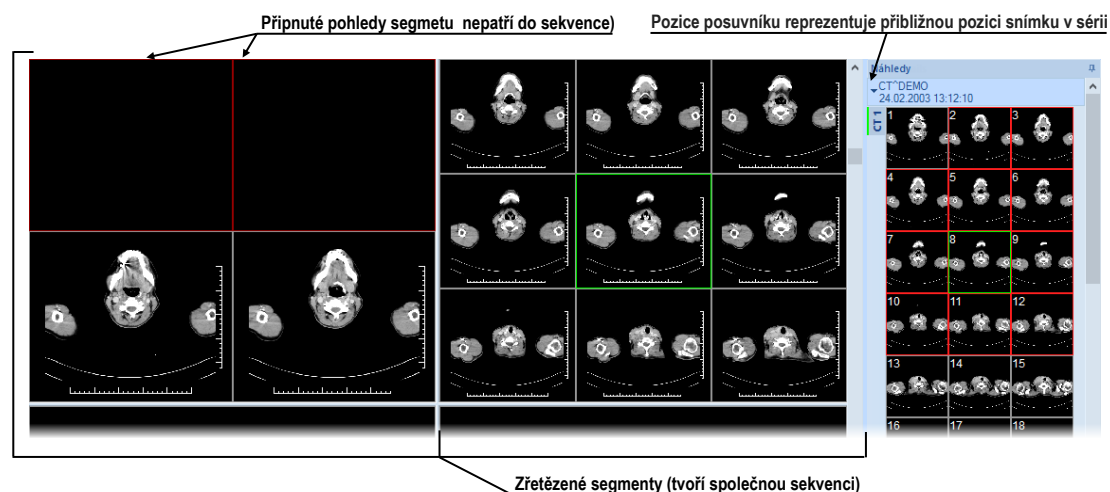 Připnuté pohledy segmetu nepatří do sekvence)
Pozice posuvníku reprezentuje přibližnou pozici snímku v sérii
Náhledy
CT^DEMO
24.02.2003 13:12:10
CT 1
1 2 3
4 5 6
7 8 9
10 11 12
13 14 15
16 17 18
Zřetězené segmenty (tvoří společnou sekvenci)